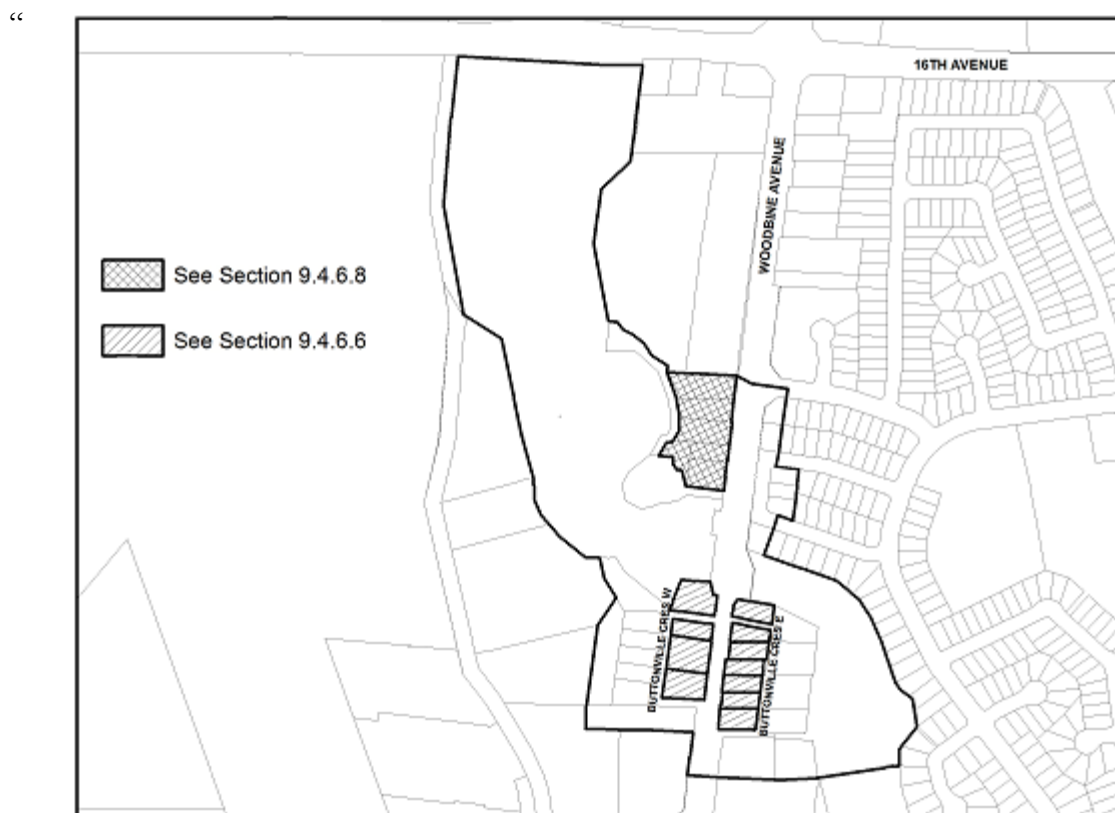 “
16TH AVENUE
WOODBINE AVENUE
See Section 9.4.6.8
See Section 9.4.6.6
BUTTONVILLE CRES W
BUTTONVILLE CRES E